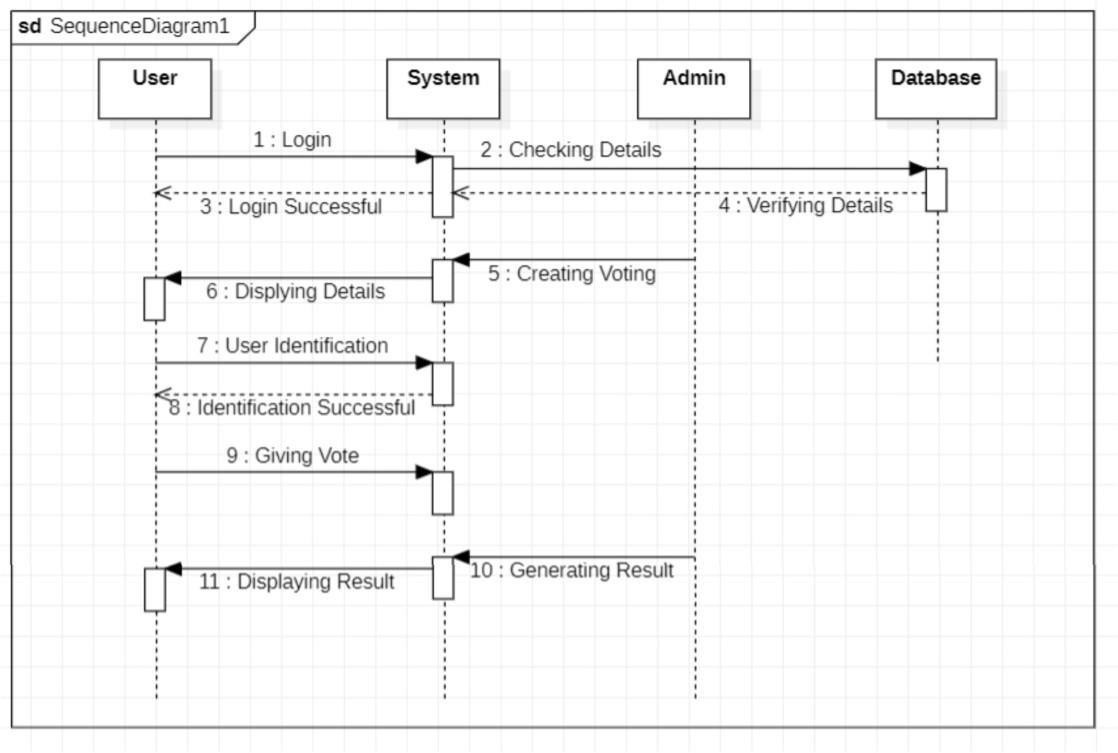 sd SequenceDiagram1
User
System
Admin
Database
1 : Login
2 : Checking Details
3 : Login Successful
4 : Verifying Details
5 : Creating Voting
6 : Displying Details
7 : User Identification
8 : Identification Successful
9 : Giving Vote
10 : Generating Result
11 : Displaying Result